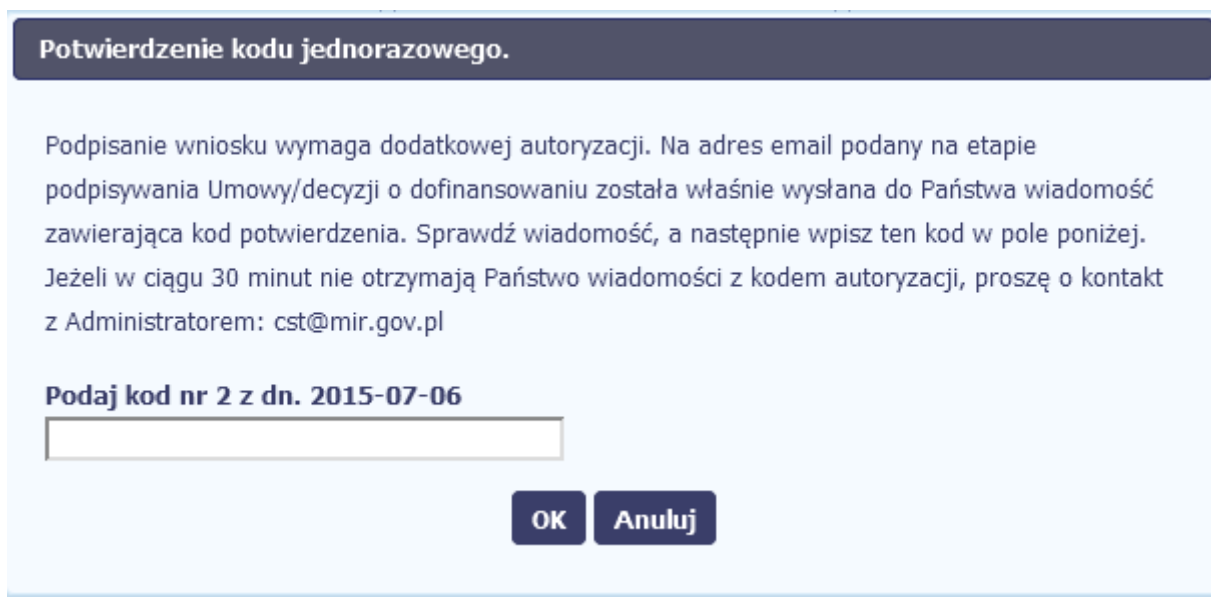 Potwierdzenie kodu jednorazowego.
Podpisanie wniosku wymaga dodatkowej autoryzacji. Na adres email podany na etapie
podpisywania Umowy/decyzji o dofinansowaniu została właśnie wysłana do Państwa wiadomość
zawierająca kod potwierdzenia. Sprawdź wiadomość, a następnie wpisz ten kod w pole poniżej.
Jeżeli w ciągu 30 minut nie otrzymają Państwo wiadomości z kodem autoryzacji, proszę o kontakt
z Administratorem: cst@mir.gov.pl
Podaj kod nr 2 z dn. 2015-07-06
OK Anuluj